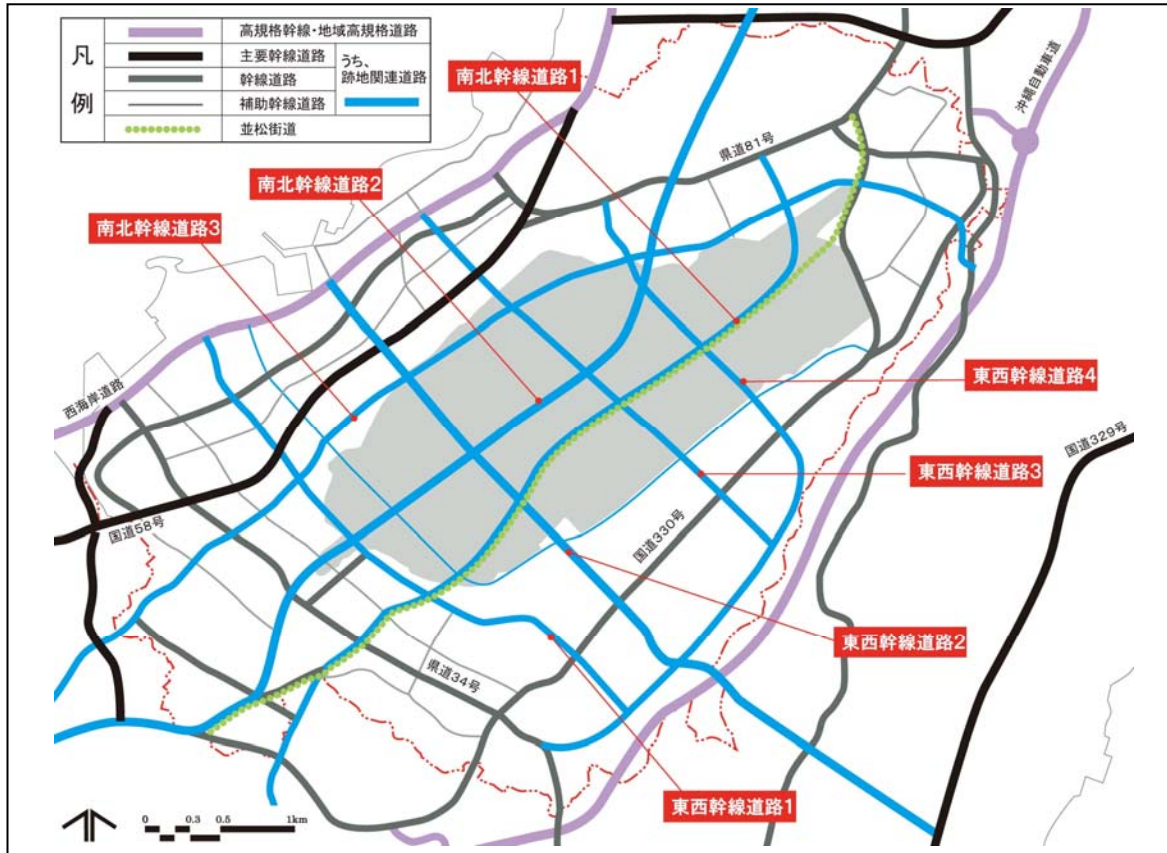 凡例
高規格幹線・地域高規格道路
主要幹線道路
幹線道路
補助幹線道路
うち、
跡地関連道路
並松街道
南北幹線道路1
南北幹線道路2
南北幹線道路3
県道81号
沖縄自動車道
西海岸道路
国道58号
東西幹線道路4
国道329号
東西幹線道路3
国道330号
東西幹線道路2
県道34号
東西幹線道路1
0 0.3 0.5 1km